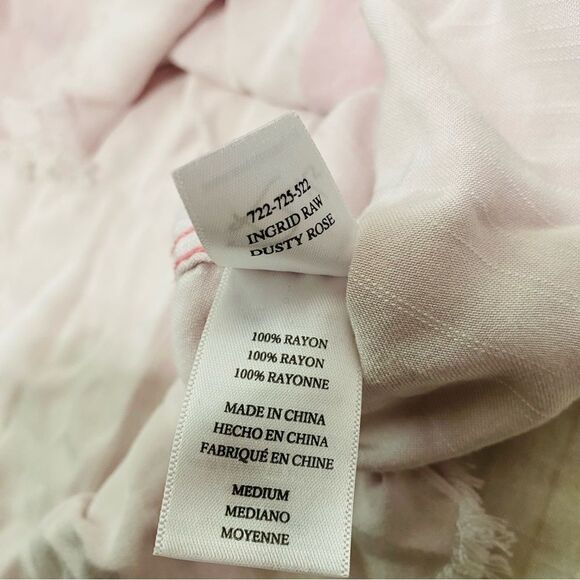 722-725-522
INGRID RAW
DUSTY ROSE
100% RAYON
100% RAYON
100% RAYONNE
MADE IN CHINA
HECHO EN CHINA
FABRIQUÉ EN CHINE
MEDIUM
MEDIANO
MOYENNE